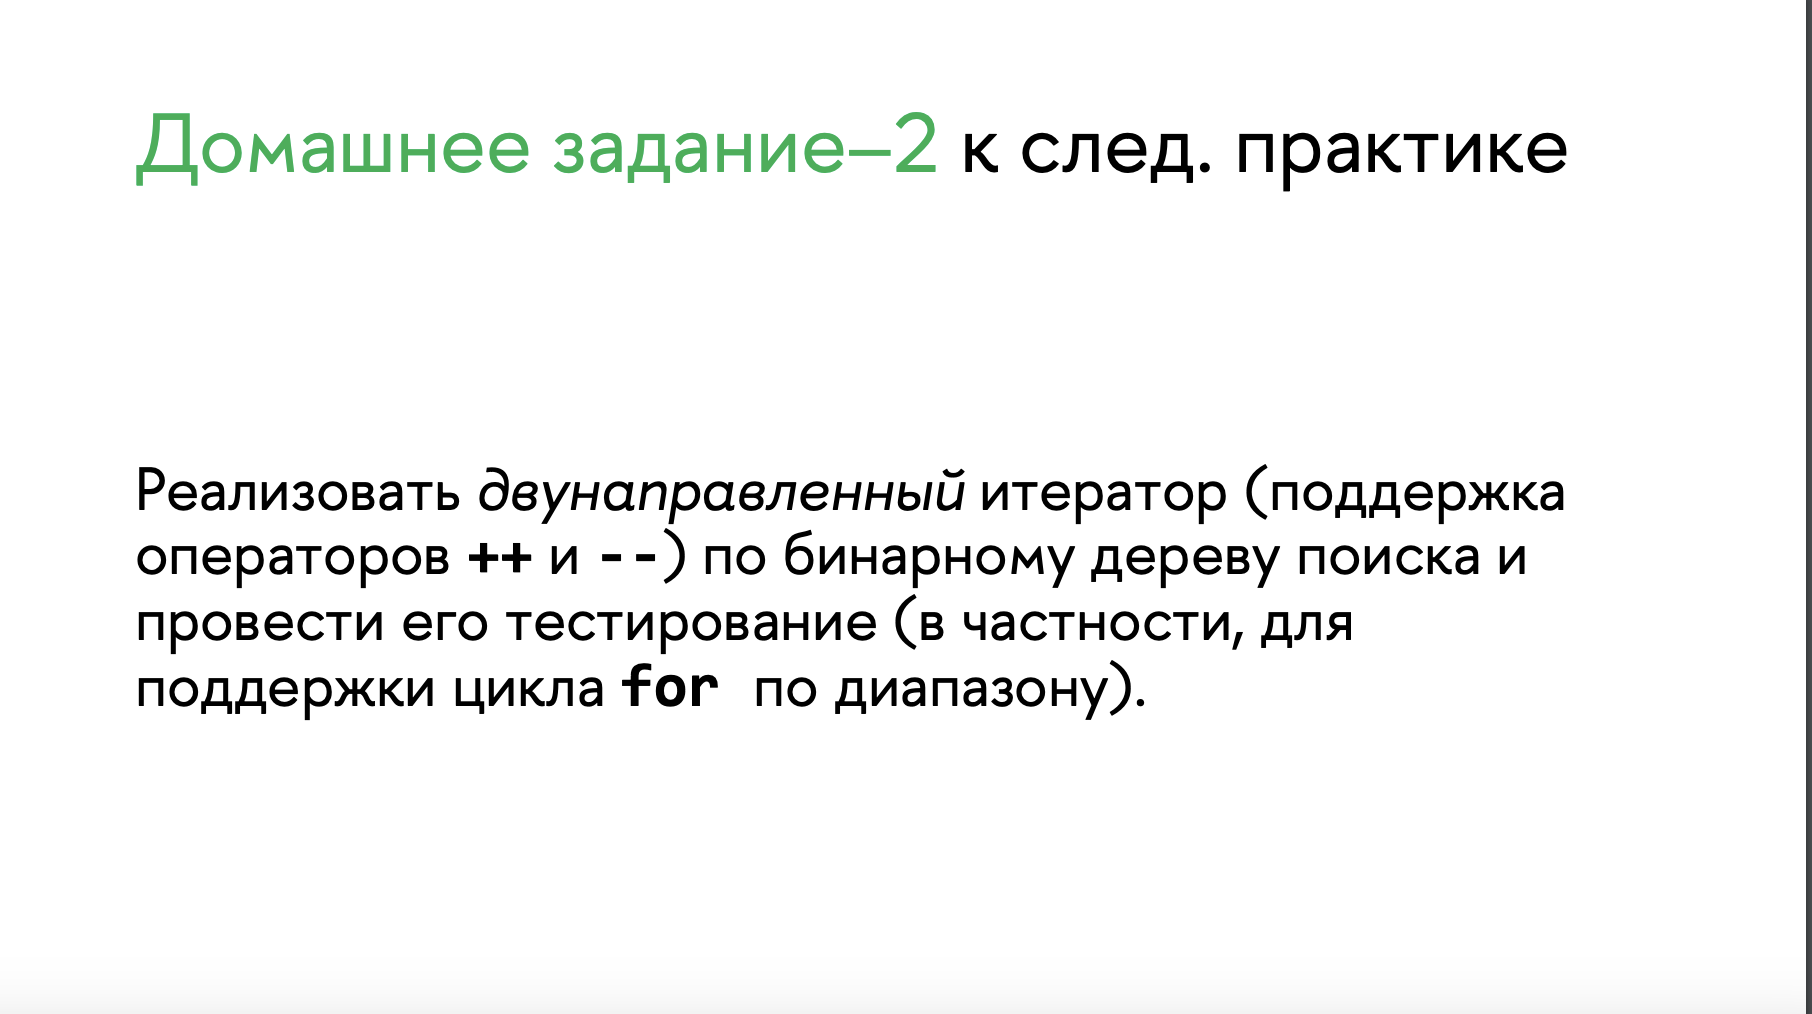 Домашнее задание–2 к след. практике
Реализовать двунаправленный итератор (поддержка
операторов ++ и --) по бинарному дереву поиска и
провести его тестирование (в частности, для
поддержки цикла for по диапазону).